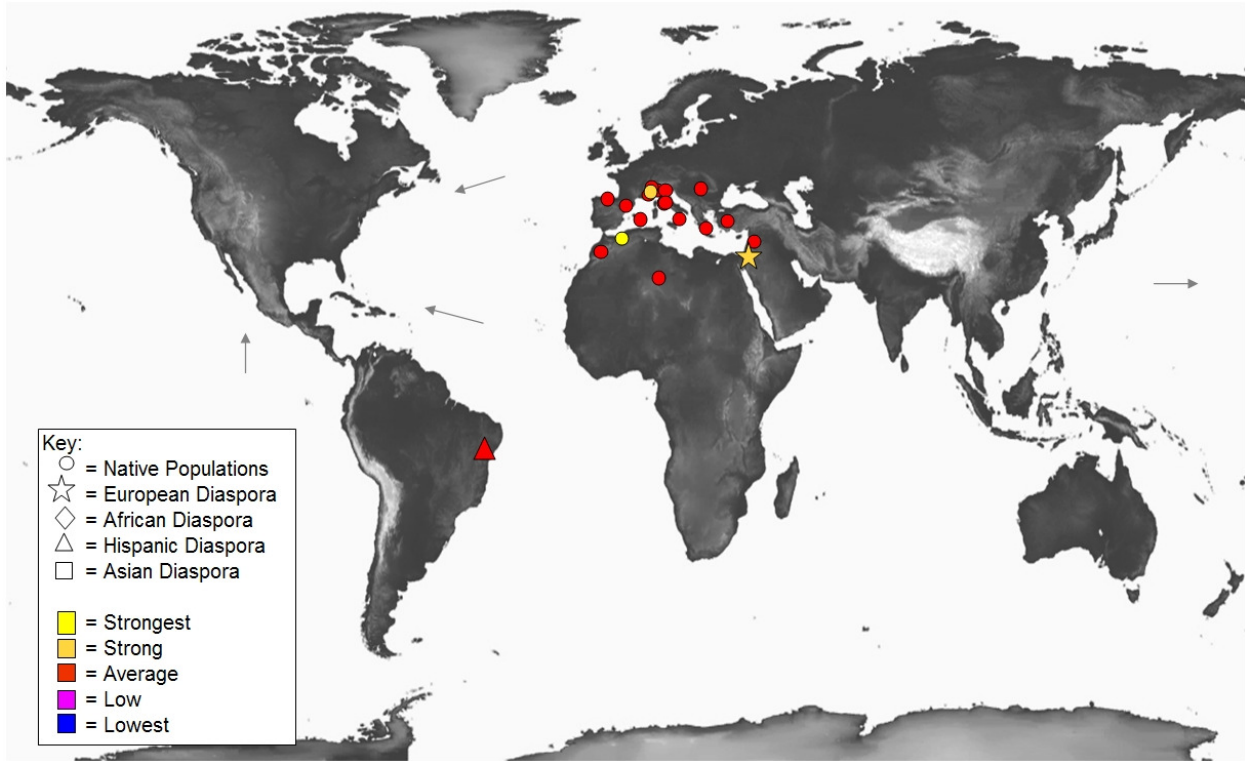 Key:
= Native Populations
= European Diaspora
= African Diaspora
= Hispanic Diaspora
= Asian Diaspora
= Strongest
= Strong
= Average
= Low
= Lowest